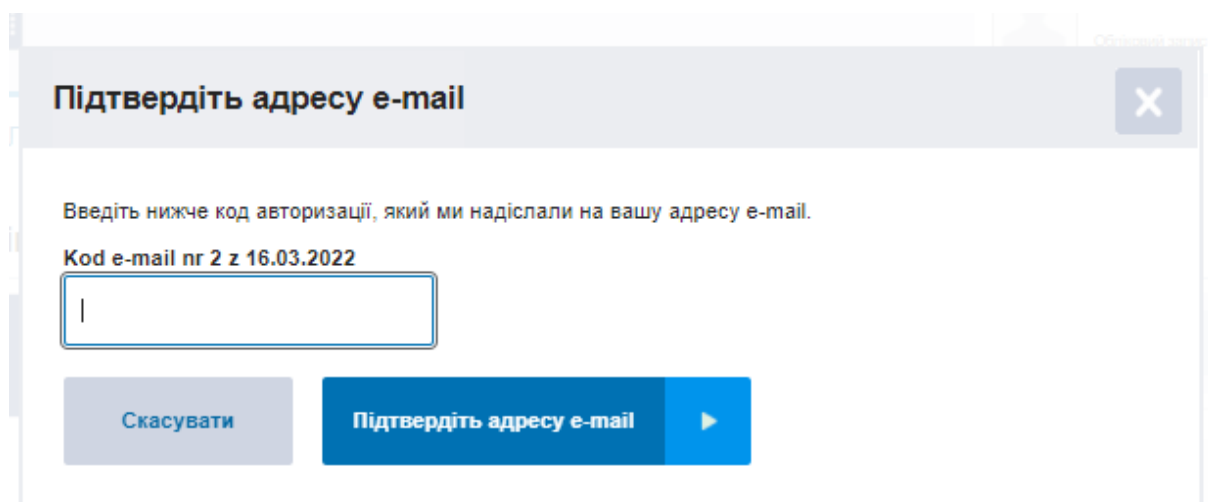 Підтвердіть адресу e-mail
Введіть нижче код авторизації, який ми надіслали на вашу адресу e-mail.
Kod e-mail nr 2 z 16.03.2022
Скасувати
Підтвердіть адресу e-mail